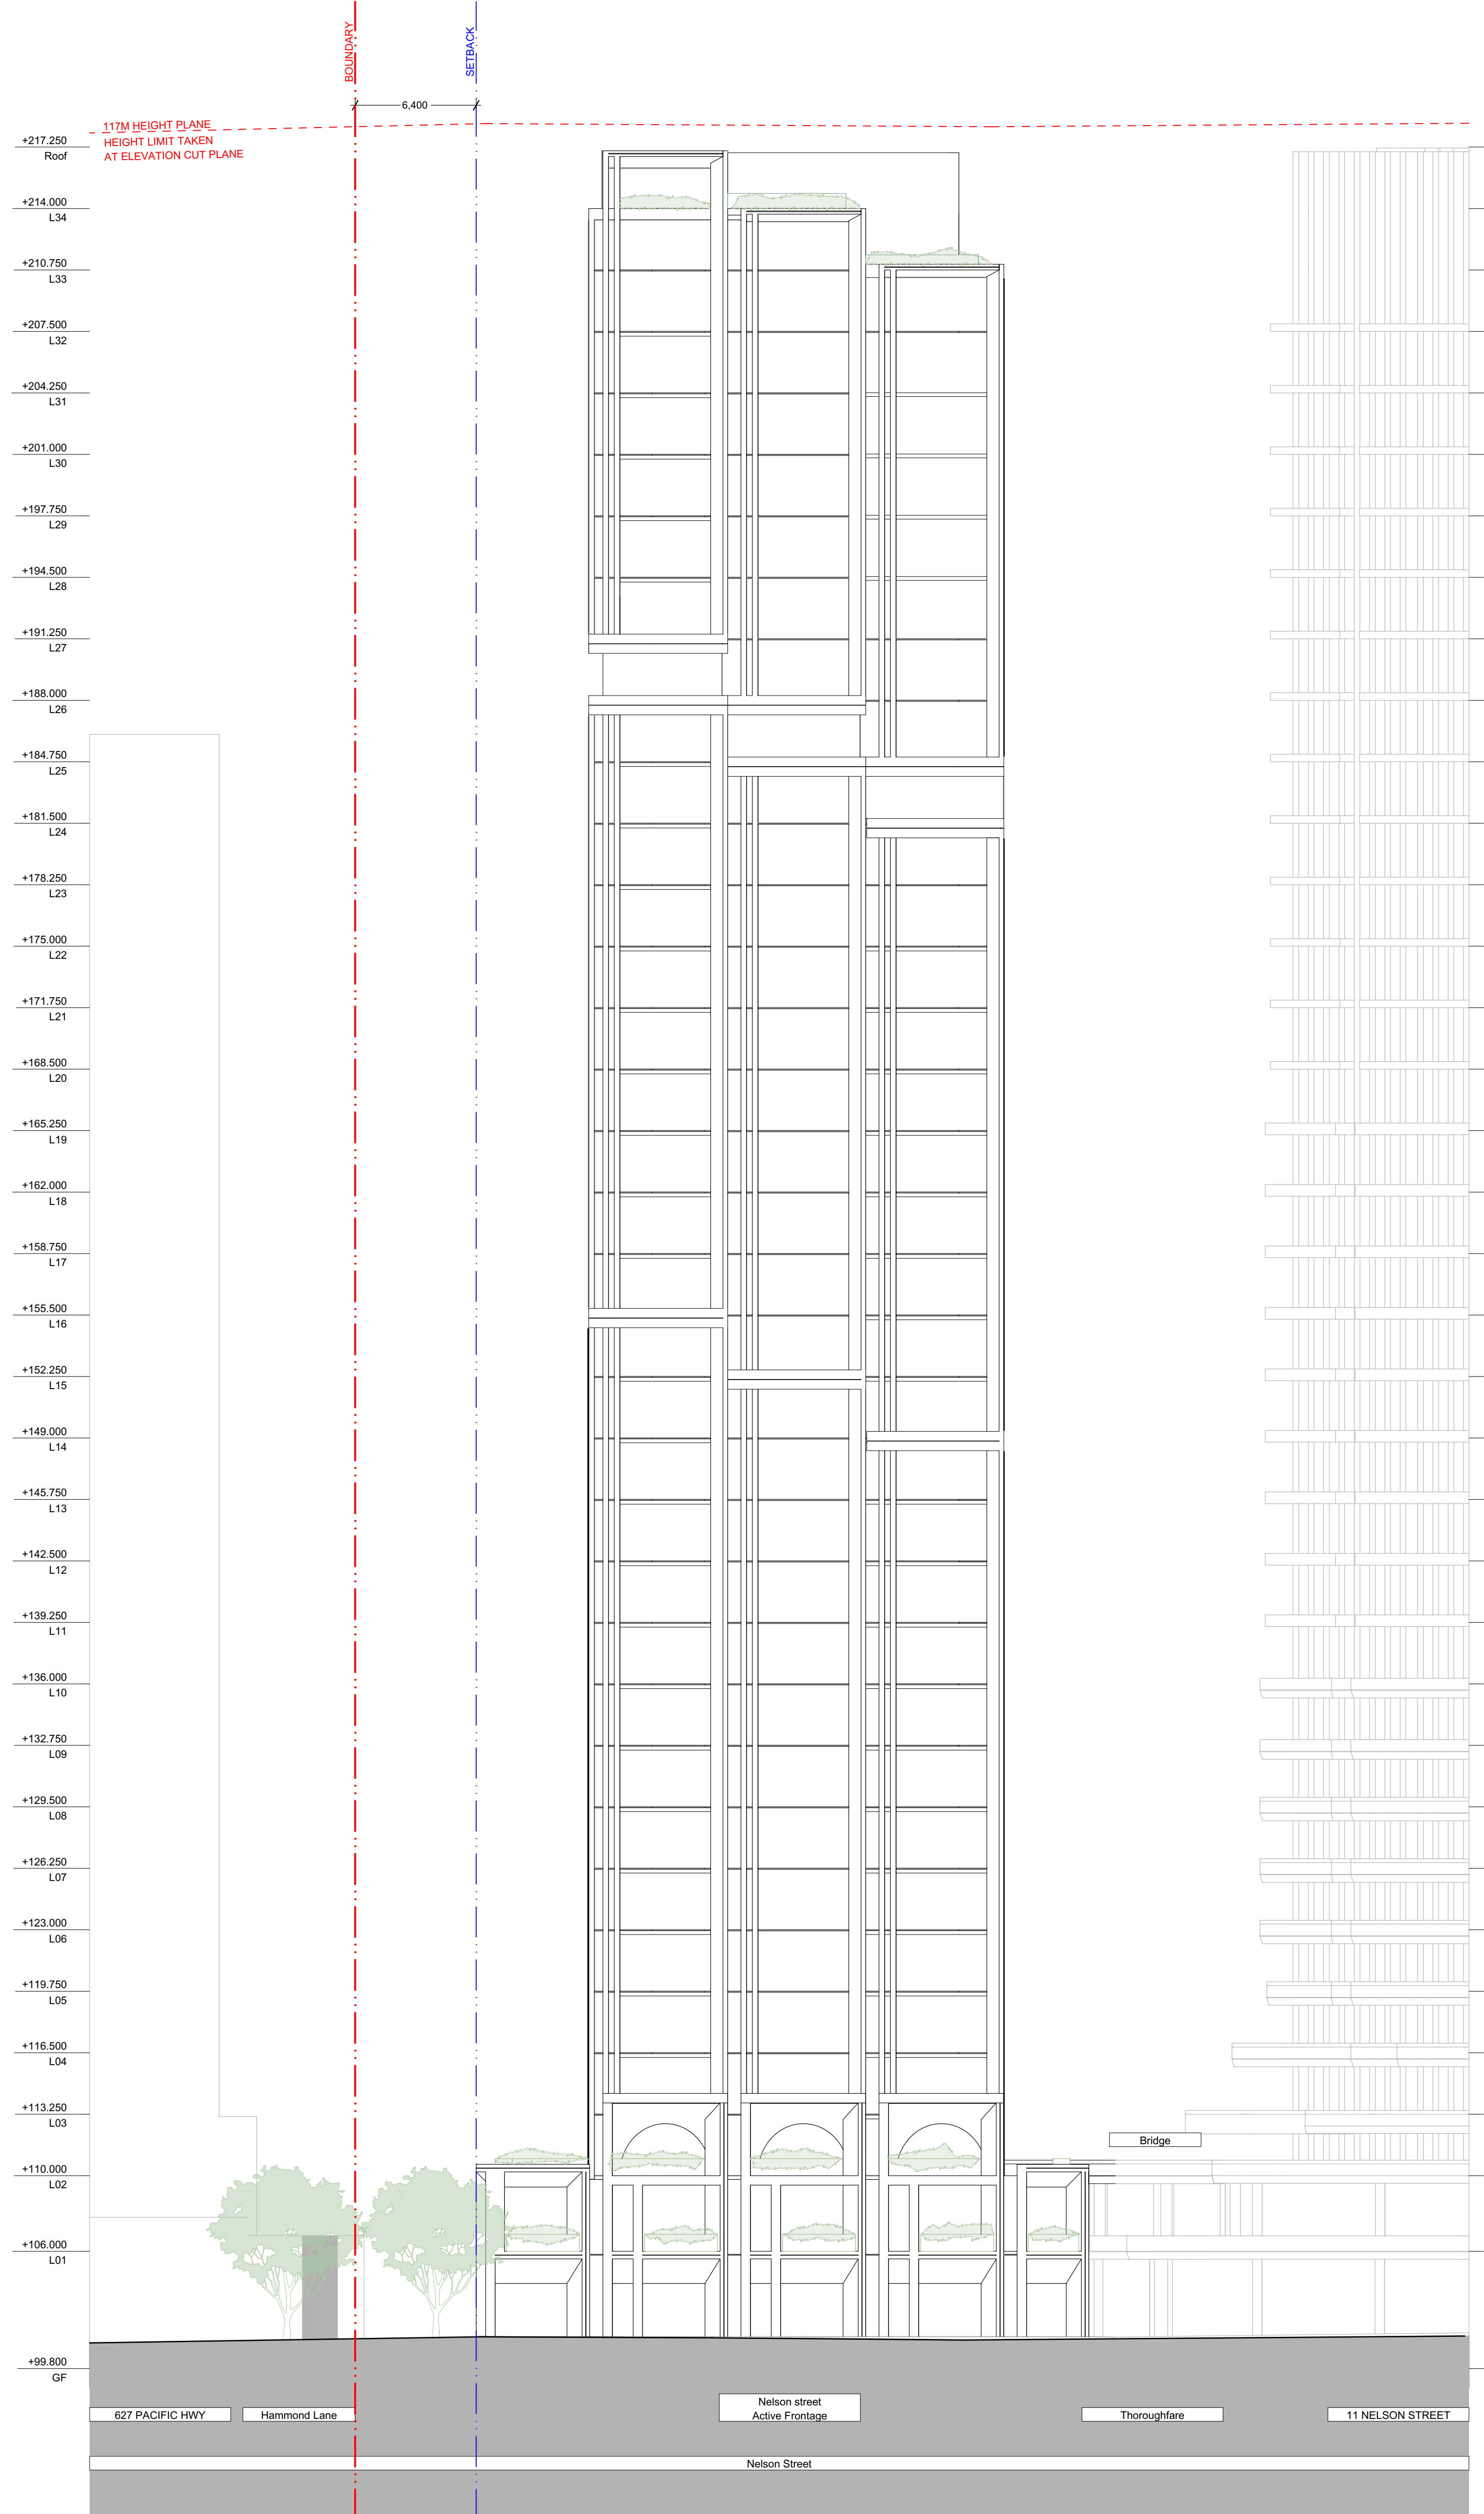 BOUNDARY
SETBACK
6,400
117M HEIGHT PLANE
HEIGHT LIMIT TAKEN
AT ELEVATION CUT PLANE
+217.250
Roof
+214.000
L34
+210.750
L33
+207.500
L32
+204.250
L31
+201.000
L30
+197.750
L29
+194.500
L28
+191.250
L27
+188.000
L26
+184.750
L25
+181.500
L24
+178.250
L23
+175.000
L22
+171.750
L21
+168.500
L20
+165.250
L19
+162.000
L18
+158.750
L17
+155.500
L16
+152.250
L15
+149.000
L14
+145.750
L13
+142.500
L12
+139.250
L11
+136.000
L10
+132.750
L09
+129.500
L08
+126.250
L07
+123.000
L06
+119.750
L05
+116.500
L04
+113.250
L03
Bridge
+110.000
L02
+106.000
L01
+99.800
GF
627 PACIFIC HWY
Hammond Lane
Nelson street
Active Frontage
Thoroughfare
11 NELSON STREET
Nelson Street